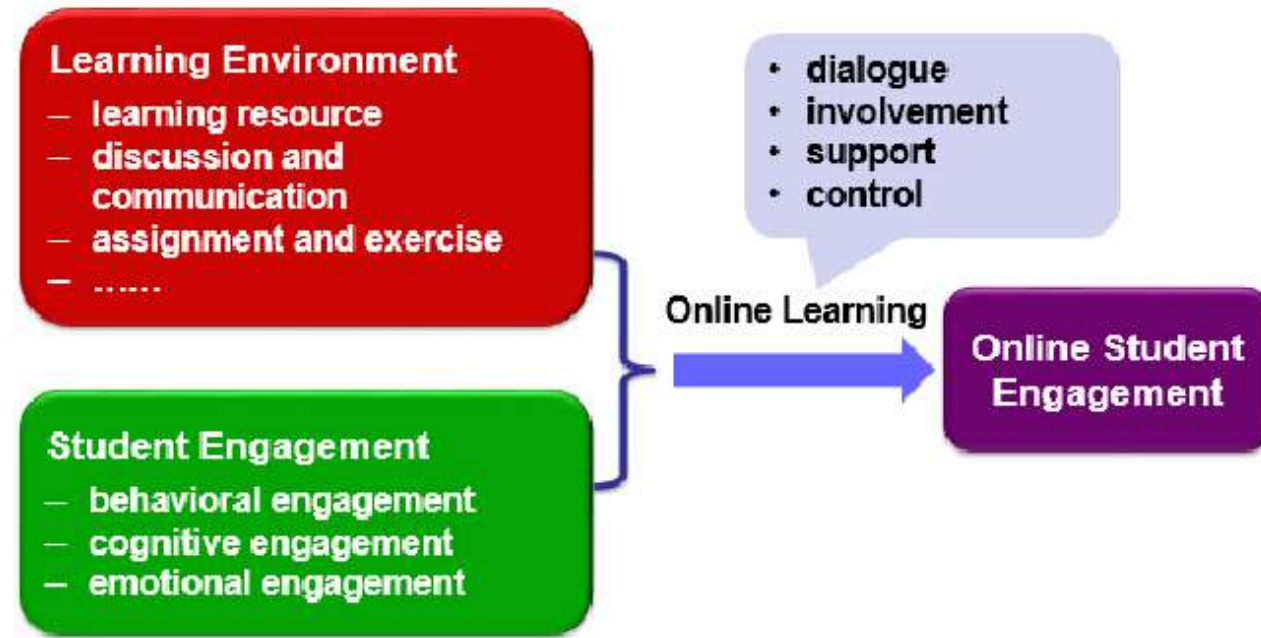 Learning Environment
– learning resource
– discussion and
communication
– assignment and exercise
– ......
Student Engagement
– behavioral engagement
– cognitive engagement
– emotional engagement
• dialogue
• involvement
• support
• control
Online Learning
Online Student
Engagement